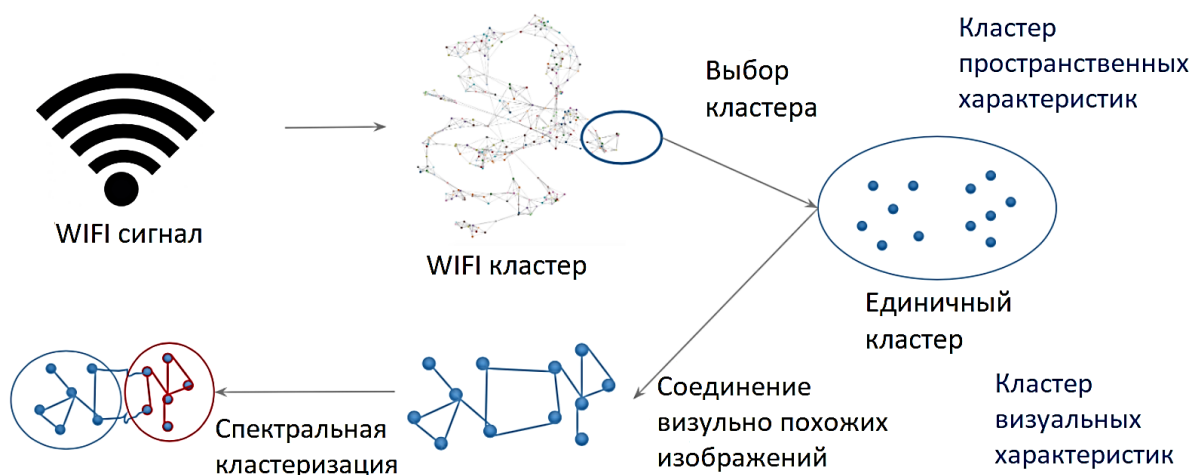 WIFI сигнал
WIFI кластер
Выбор
кластера
Кластер
пространственных
характеристик
Единичный
кластер
Соединение
визульно похожих
изображений
Кластер
визуальных
характеристик
Спектральная
кластеризация